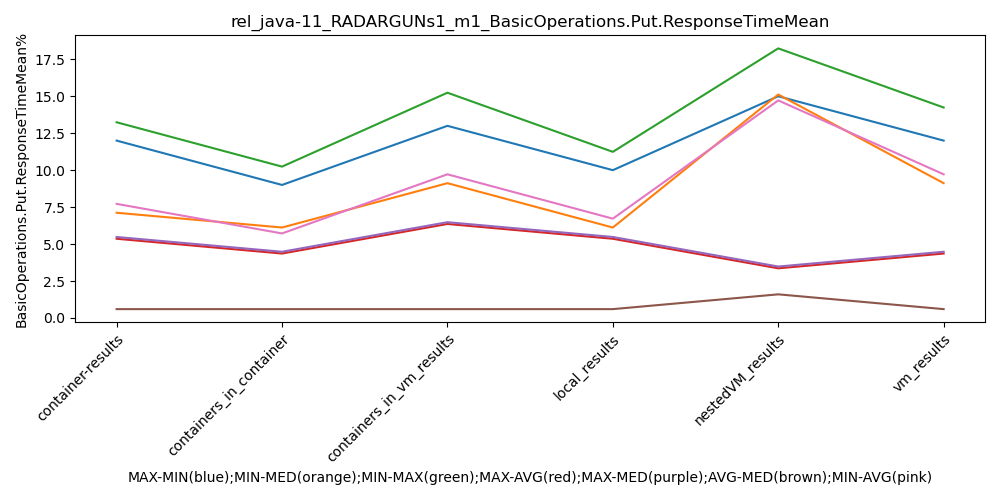 rel_java-11_RADARGUNs1_m1_BasicOperations.Put.ResponseTimeMean
BasicOperations.Put.ResponseTimeMean%
17.5
15.0
12.5
10.0
7.5
5.0
2.5
0.0
container-results
containers_in_container
containers_in_vm_results
local_results
nestedVM_results
vm_results
MAX-MIN(blue);MIN-MED(orange);MIN-MAX(green);MAX-AVG(red);MAX-MED(purple);AVG-MED(brown);MIN-AVG(pink)